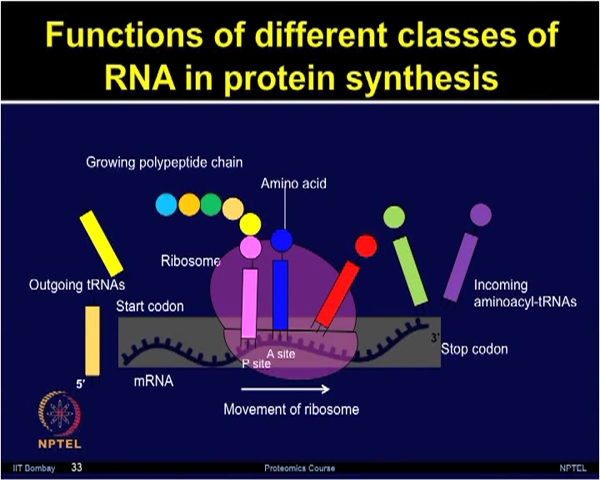 Functions of different classes of
RNA in protein synthesis
Growing polypeptide chain
Amino acid
Ribosome
Outgoing tRNAs
Incoming
aminoacyl-tRNAs
Start codon
3'
Stop codon
A site
P site
5'
mRNA
Movement of ribosome
NPTEL
IIT Bombay
33
Proteomics Course
NPTEL